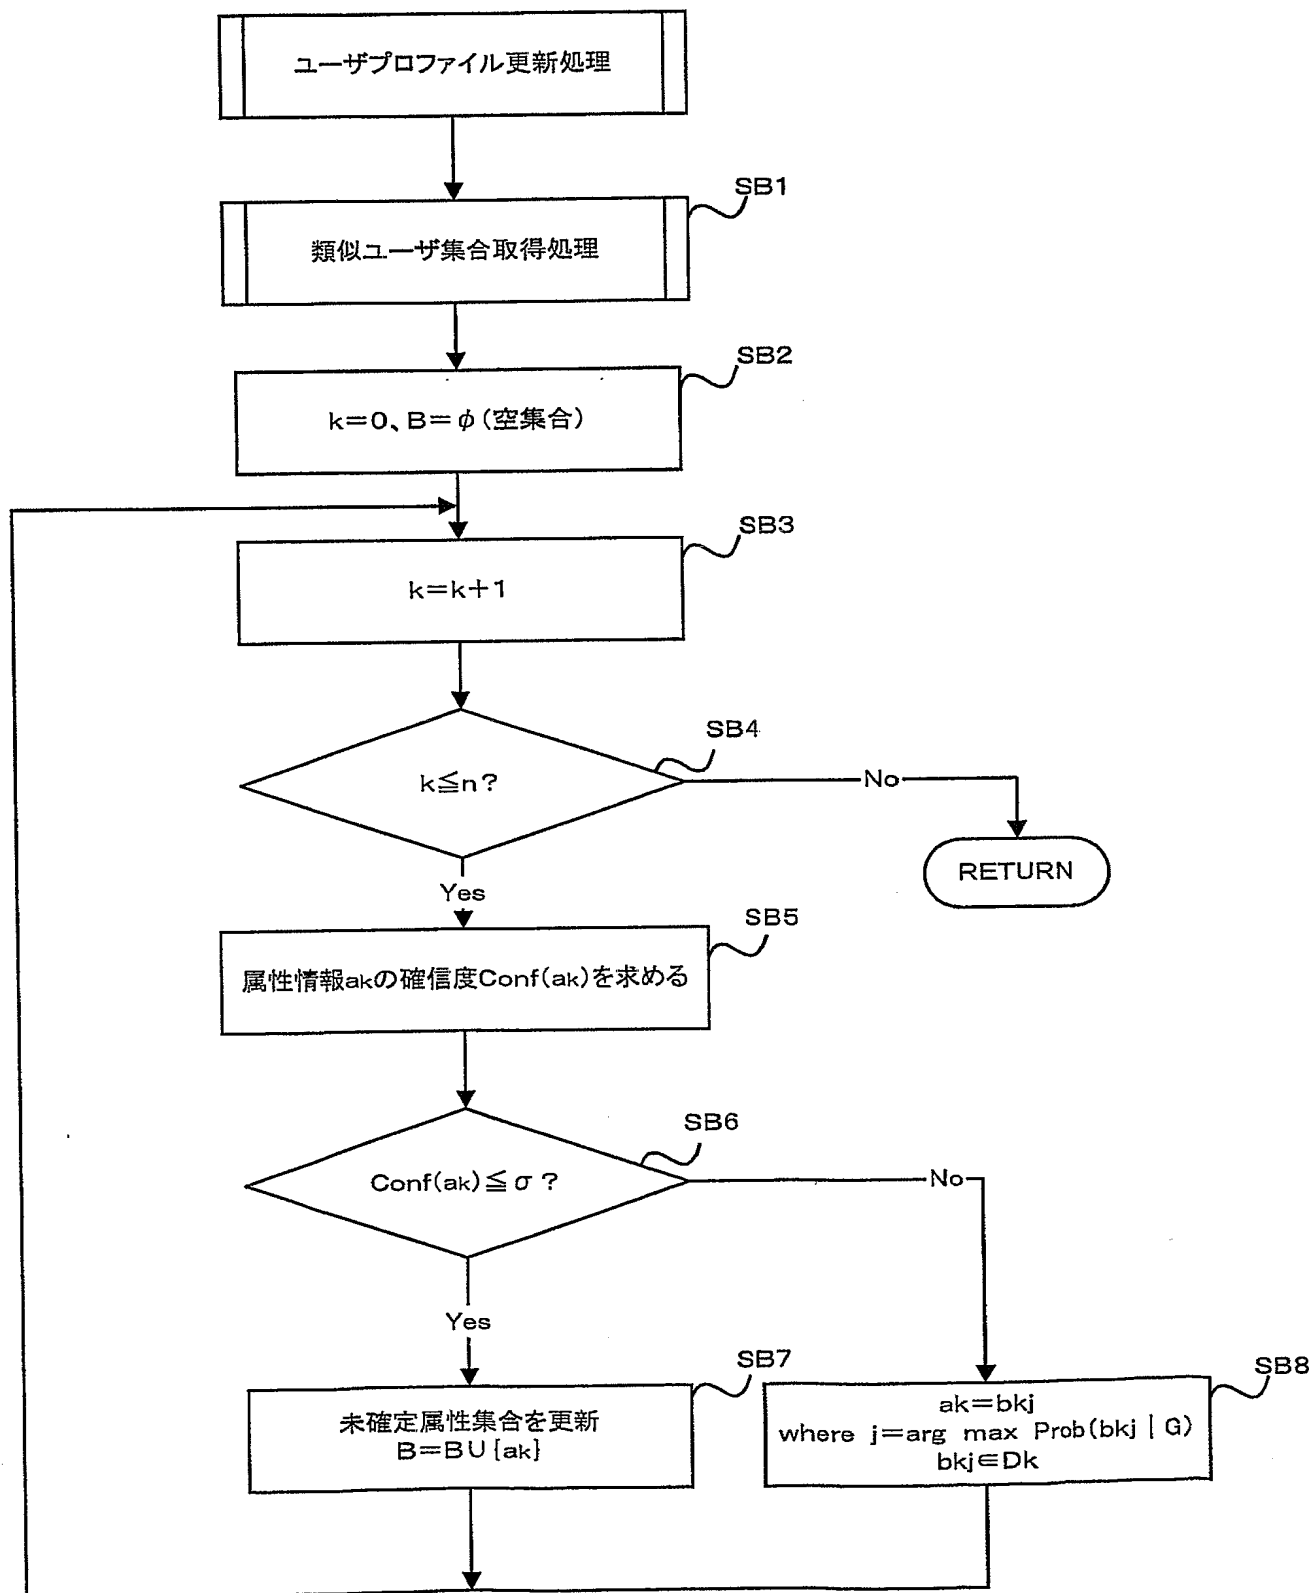 ユーザプロファイル更新処理
SB1
類似ユーザ集合取得処理
SB2
k=0、B=φ(空集合)
SB3
k=k+1
SB4
k≦n?
No
RETURN
Yes
SB5
属性情報akの確信度Conf(ak)を求める
SB6
Conf(ak)≦σ?
No
Yes
SB7
未確定属性集合を更新
B=B∪{ak}
SB8
ak=bkj
where j=arg max Prob(bkj|G)
bkj∈Dk